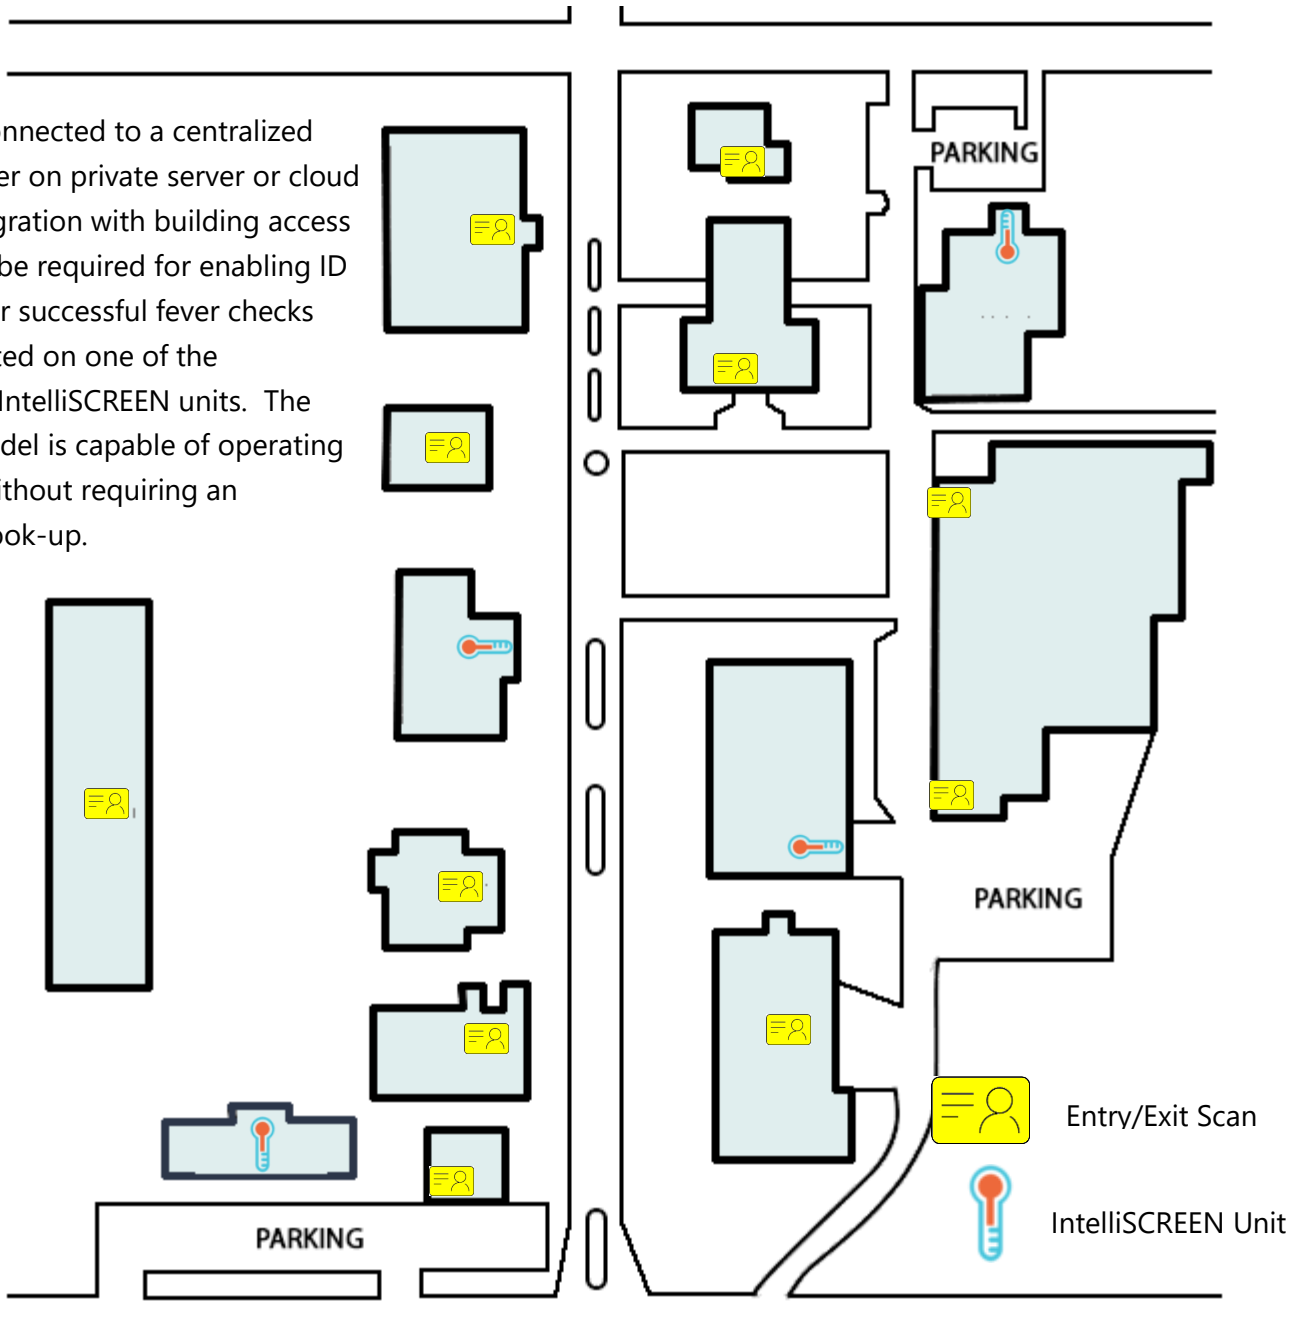 onnected to a centralized
er on private server or cloud
gration with building access
be required for enabling ID
r successful fever checks
ted on one of the
IntelliSCREEN units.  The
del is capable of operating
ithout requiring an
ook-up.
PARKING
PARKING
Entry/Exit Scan
IntelliSCREEN Unit
PARKING